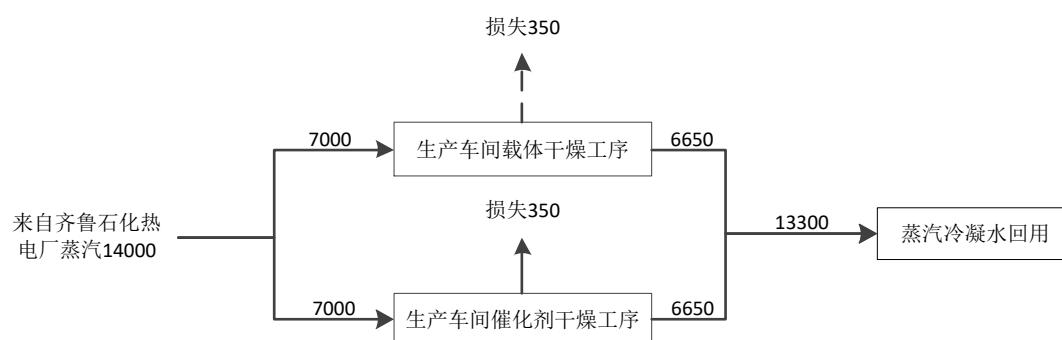 损失350
7000
生产车间载体干燥工序
6650
来自齐鲁石化热
电厂蒸汽14000
损失350
13300
蒸汽冷凝水回用
7000
生产车间催化剂干燥工序
6650